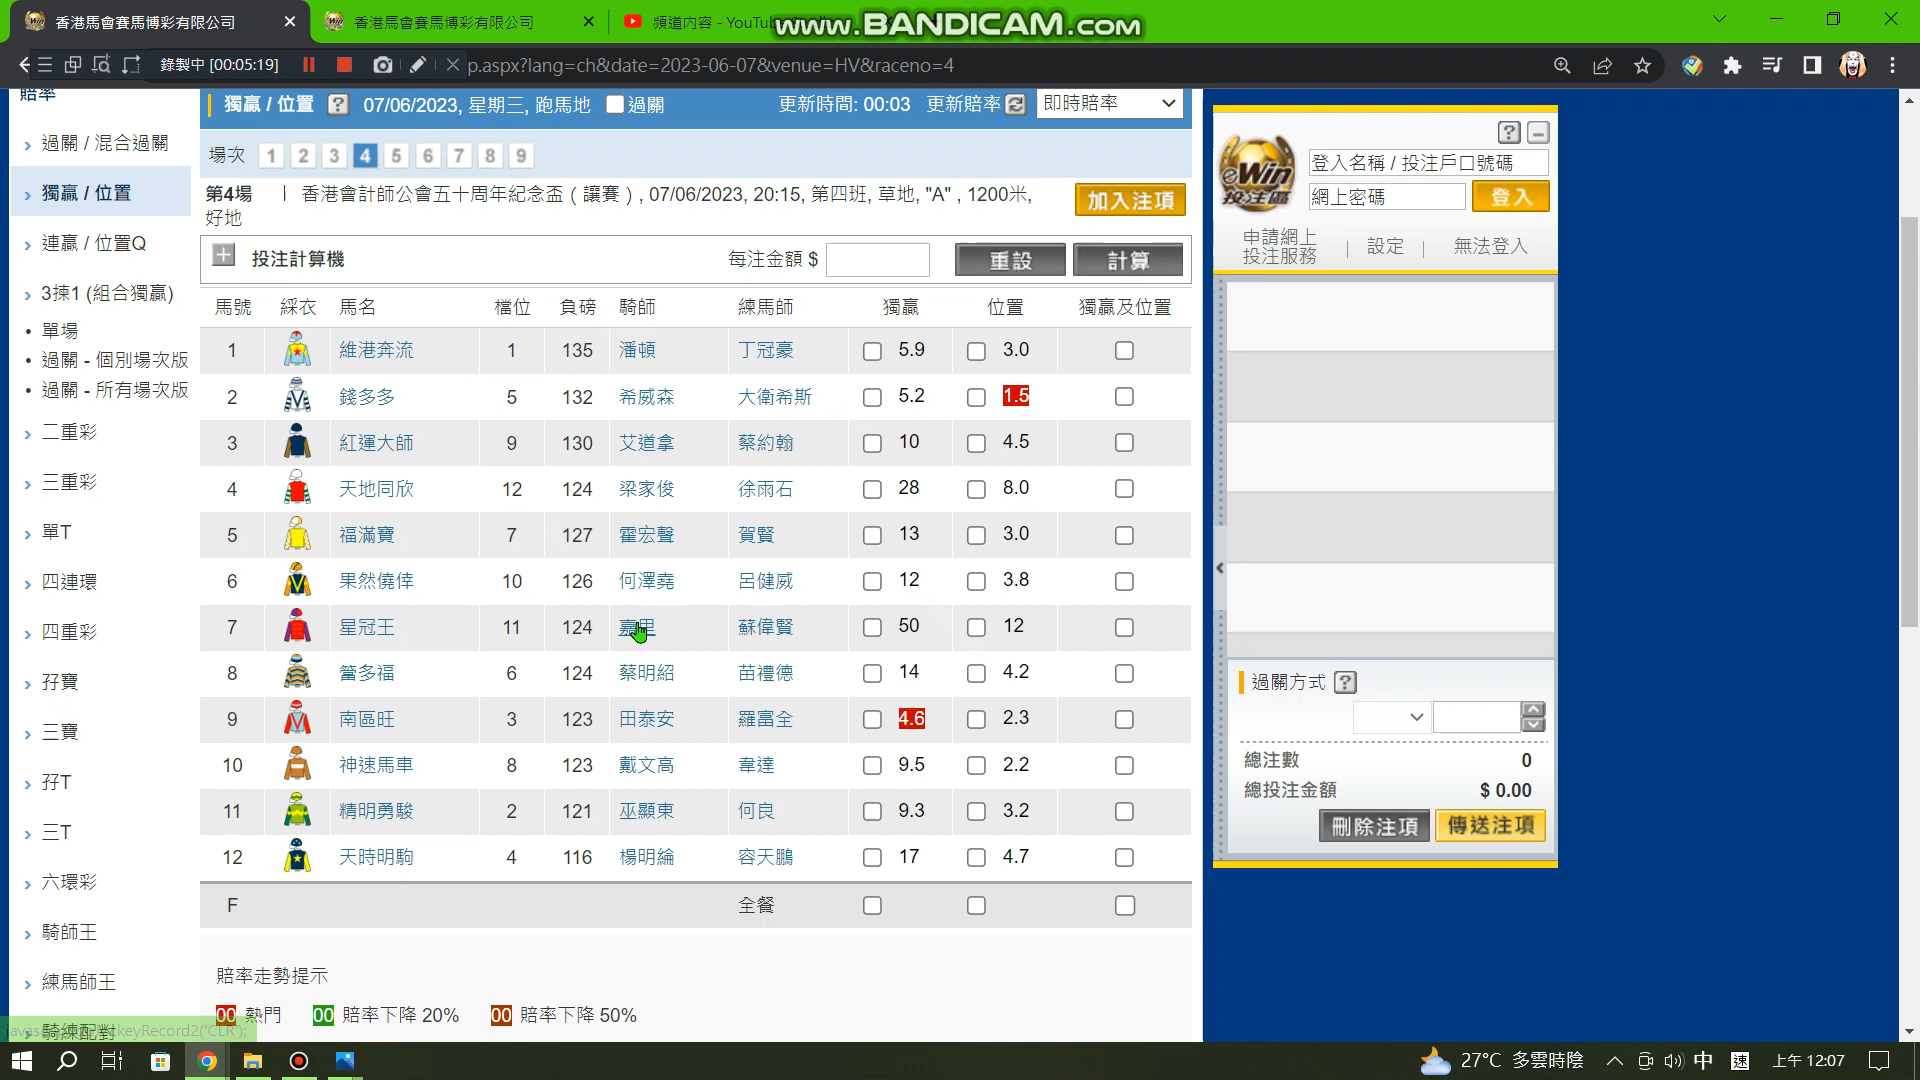 香港馬會賽馬博彩有限公司
香港馬會賽馬博彩有限公司
頻道內容 - YouTube
www.BANDICAM.com
錄製中 [00:05:19]
p.aspx?lang=ch&date=2023-06-07&venue=HV&raceno=4
賠率
過關 / 混合過關
獨贏 / 位置
連贏 / 位置Q
3揀1 (組合獨贏)
單場
過關 - 個別場次版
過關 - 所有場次版
二重彩
三重彩
單T
四連環
四重彩
孖寶
三寶
孖T
三T
六環彩
騎師王
練馬師王
騎練配對
獨贏 / 位置 ? 07/06/2023, 星期三, 跑馬地 過關 更新時間: 00:03 更新賠率 即時賠率
場次 1 2 3 4 5 6 7 8 9
第4場 | 香港會計師公會五十周年紀念盃 ( 讓賽 ) , 07/06/2023, 20:15, 第四班, 草地, "A" , 1200米,
好地
加入注項
投注計算機 每注金額 $ 重設 計算
馬號 綵衣 馬名 檔位 負磅 騎師 練馬師 獨贏 位置 獨贏及位置
1 維港奔流 1 135 潘頓 丁冠豪 5.9 3.0
2 錢多多 5 132 希威森 大衛希斯 5.2 1.5
3 紅運大師 9 130 艾道拿 蔡約翰 10 4.5
4 天地同欣 12 124 梁家俊 徐雨石 28 8.0
5 福滿寶 7 127 霍宏聲 賀賢 13 3.0
6 果然僥倖 10 126 何澤堯 呂健威 12 3.8
7 星冠王 11 124 嘉里 蘇偉賢 50 12
8 籌多福 6 124 蔡明紹 苗禮德 14 4.2
9 南區旺 3 123 田泰安 羅富全 4.6 2.3
10 神速馬車 8 123 戴文高 韋達 9.5 2.2
11 精明勇駿 2 121 巫顯東 何良 9.3 3.2
12 天時明駒 4 116 楊明綸 容天鵬 17 4.7
F 全餐
賠率走勢提示
00 熱門 00 賠率下降 20% 00 賠率下降 50%
eWin
投注區
登入名稱 / 投注戶口號碼
網上密碼
登入
申請網上
投注服務
設定
無法登入
過關方式 ?
總注數 0
總投注金額 $ 0.00
刪除注項 傳送注項
27°C 多雲時陰
中
速
上午 12:07